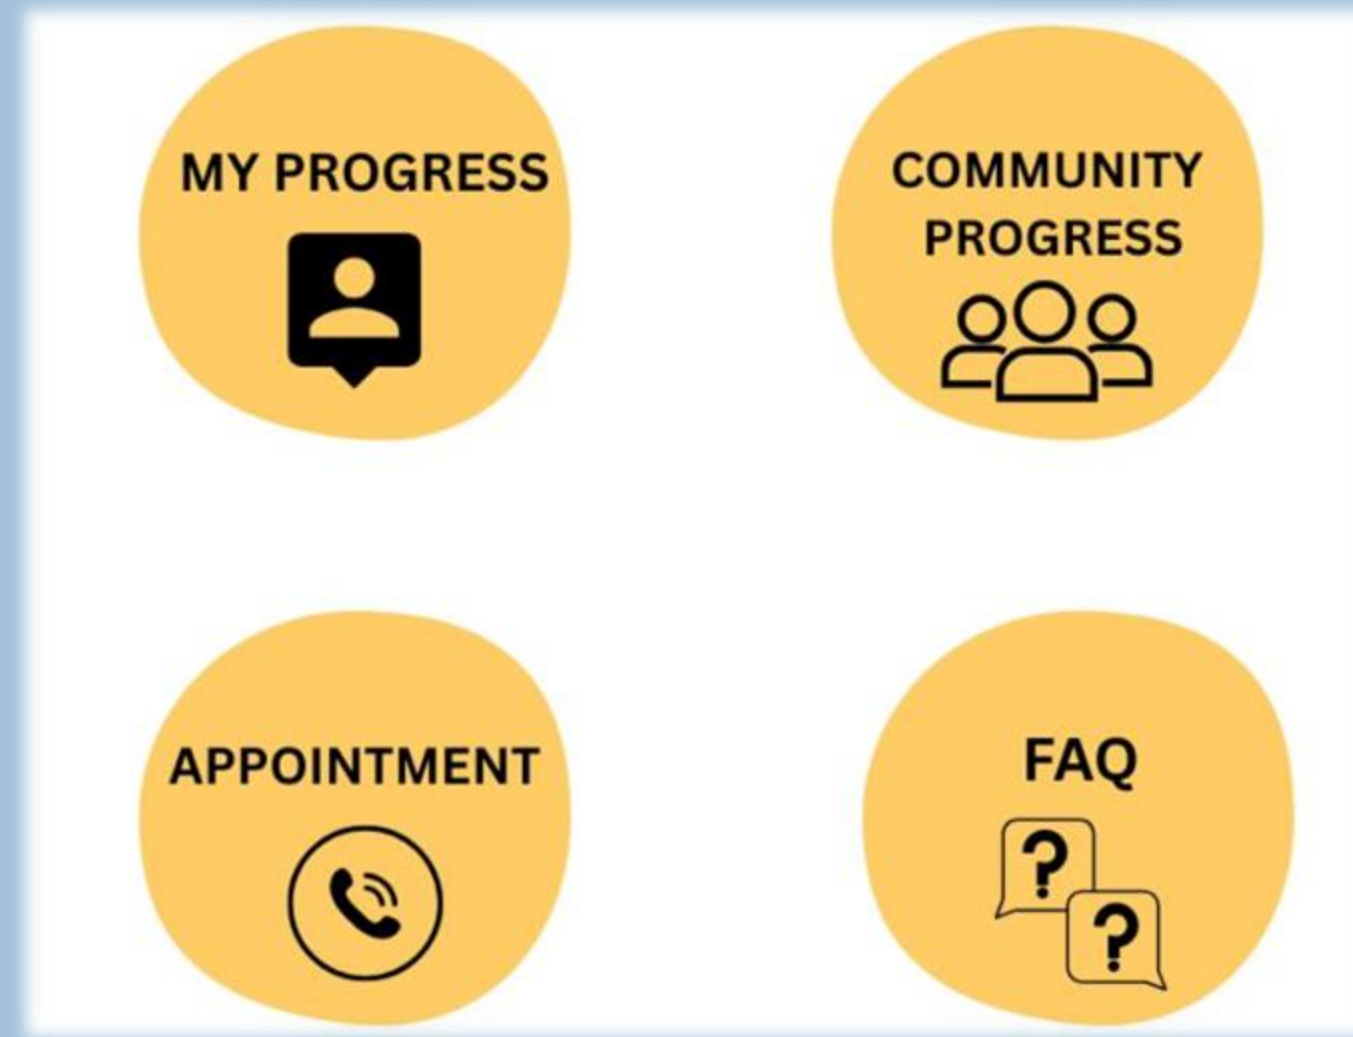 MY PROGRESS
COMMUNITY
PROGRESS
APPOINTMENT
FAQ
? 
?